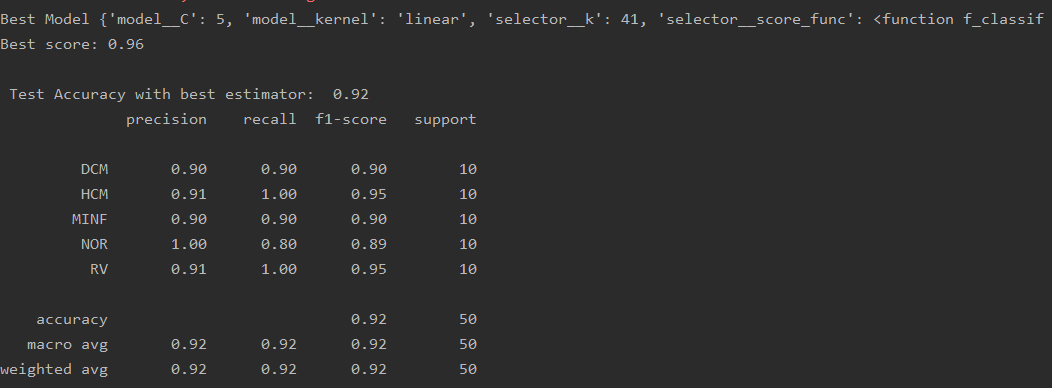 Best Model {'model__C': 5, 'model__kernel': 'linear', 'selector__k': 41, 'selector__score_func': <function f_classif
Best score: 0.96
Test Accuracy with best estimator:  0.92
precision recall f1-score support
DCM 0.90 0.90 0.90 10
HCM 0.91 1.00 0.95 10
MINF 0.90 0.90 0.90 10
NOR 1.00 0.80 0.89 10
RV 0.91 1.00 0.95 10
accuracy 0.92 50
macro avg 0.92 0.92 0.92 50
weighted avg 0.92 0.92 0.92 50